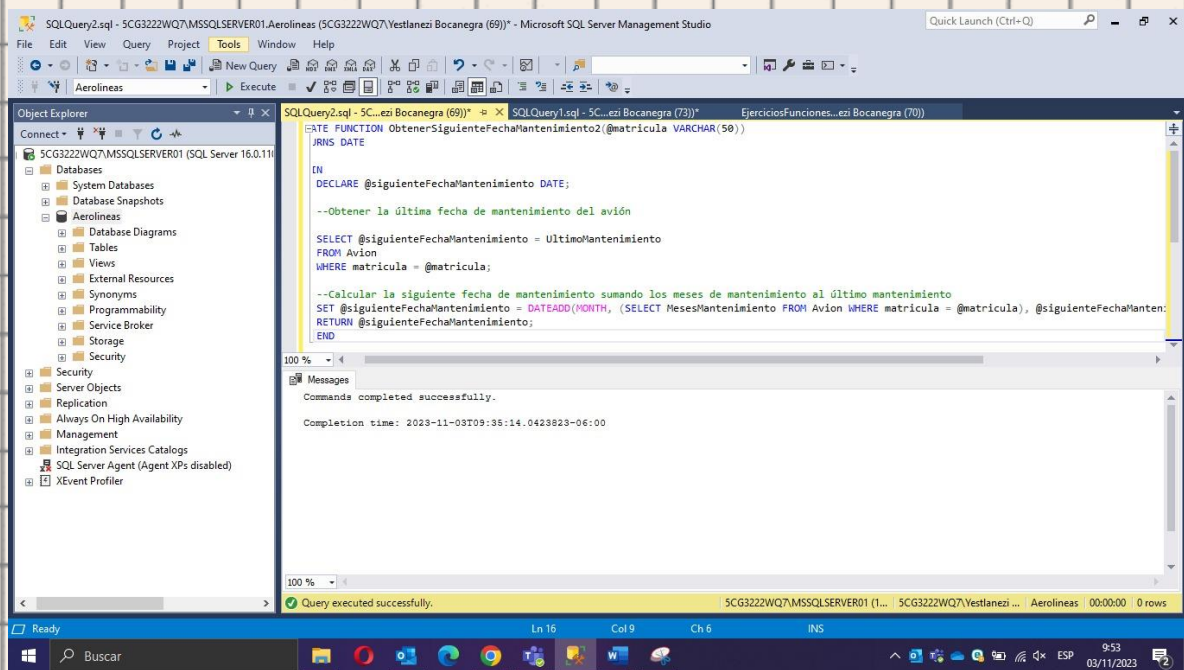 SQLQuery2.sql - 5CG3222WQ7\MSSQLSERVER01.Aerolineas (5CG3222WQ7\Yestlanezi Bocanegra (69))* - Microsoft SQL Server Management Studio
Quick Launch (Ctrl+Q)
File Edit View Query Project Tools Window Help
New Query
Aerolineas
Execute
Object Explorer
SQLQuery2.sql - 5C...ezi Bocanegra (69))*
SQLQuery1.sql - 5C...ezi Bocanegra (73))*
EjerciciosFunciones...ezi Bocanegra (70))
Connect
5CG3222WQ7\MSSQLSERVER01 (SQL Server 16.0.110
Databases
System Databases
Database Snapshots
Aerolineas
Database Diagrams
Tables
Views
External Resources
Synonyms
Programmability
Service Broker
Storage
Security
Security
Server Objects
Replication
Always On High Availability
Management
Integration Services Catalogs
SQL Server Agent (Agent XPs disabled)
XEvent Profiler
EATE FUNCTION ObtenerSiguienteFechaMantenimiento2(@matricula VARCHAR(50))
JRNS DATE
IN
DECLARE @siguienteFechaMantenimiento DATE;
--Obtener la última fecha de mantenimiento del avión
SELECT @siguienteFechaMantenimiento = UltimoMantenimiento
FROM Avion
WHERE matricula = @matricula;
--Calcular la siguiente fecha de mantenimiento sumando los meses de mantenimiento al último mantenimiento
SET @siguienteFechaMantenimiento = DATEADD(MONTH, (SELECT MesesMantenimiento FROM Avion WHERE matricula = @matricula), @siguienteFechaManten:
RETURN @siguienteFechaMantenimiento;
END
100 %
Messages
Commands completed successfully.
Completion time: 2023-11-03T09:35:14.0423823-06:00
100 %
Query executed successfully.
5CG3222WQ7\MSSQLSERVER01 (1...
5CG3222WQ7\Yestlanezi ...
Aerolineas
00:00:00
0 rows
Ready
Ln 16
Col 9
Ch 6
INS
Buscar
ESP
9:53
03/11/2023